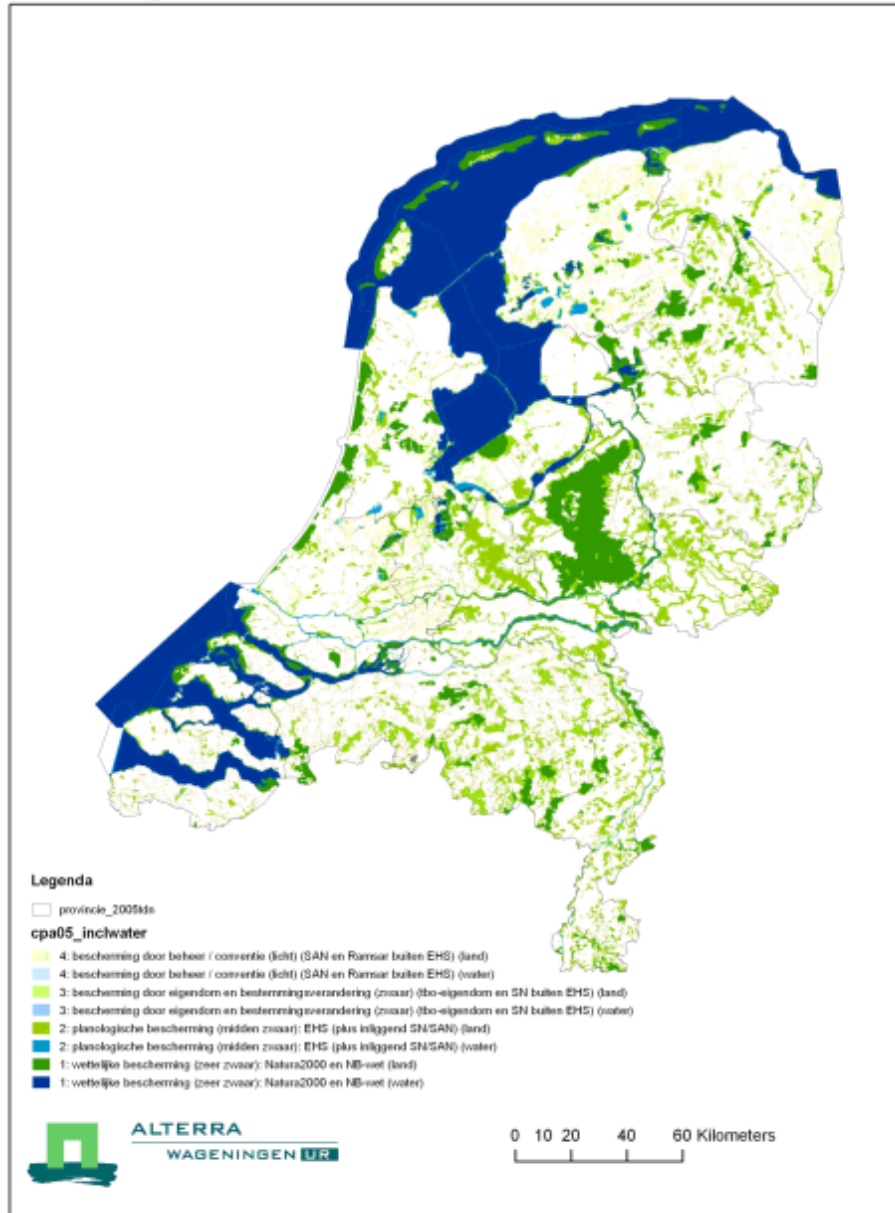 Legenda
provincie_2005tdn
cpa05_inclwater
4: bescherming door beheer / conventie (licht) (SAN en Ramsar buiten EHS) (land)
4: bescherming door beheer / conventie (licht) (SAN en Ramsar buiten EHS) (water)
3: bescherming door eigendom en bestemmingsverandering (zwaar) (tbo-eigendom en SN buiten EHS) (land)
3: bescherming door eigendom en bestemmingsverandering (zwaar) (tbo-eigendom en SN buiten EHS) (water)
2: planologische bescherming (midden zwaar): EHS (plus inliggend SN/SAN) (land)
2: planologische bescherming (midden zwaar): EHS (plus inliggend SN/SAN) (water)
1: wettelijke bescherming (zeer zwaar): Natura2000 en NB-wet (land)
1: wettelijke bescherming (zeer zwaar): Natura2000 en NB-wet (water)
ALTERRA
WAGENINGEN UR
0 10 20 40 60 Kilometers